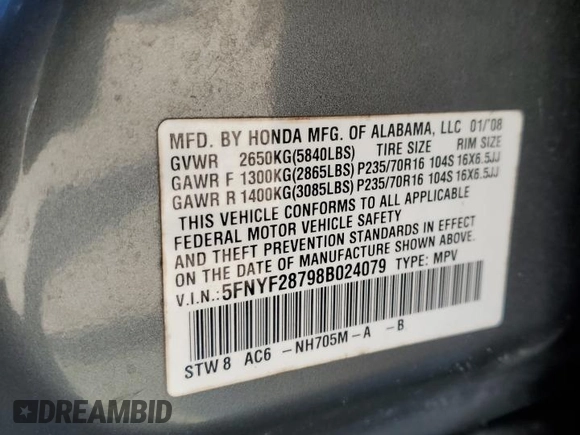 MFD. BY HONDA MFG. OF ALABAMA, LLC 01/'08
GVWR 2650KG(5840LBS) TIRE SIZE RIM SIZE
GAWR F 1300KG(2865LBS) P235/70R16 104S 16X6.5JJ
GAWR R 1400KG(3085LBS) P235/70R16 104S 16X6.5JJ
THIS VEHICLE CONFORMS TO ALL APPLICABLE
FEDERAL MOTOR VEHICLE SAFETY
AND THEFT PREVENTION STANDARDS IN EFFECT
ON THE DATE OF MANUFACTURE SHOWN ABOVE.
V.I.N.: 5FNYF28798B024079 TYPE: MPV
STW 8 AC6 -NH705M-A -B
DREAMBID